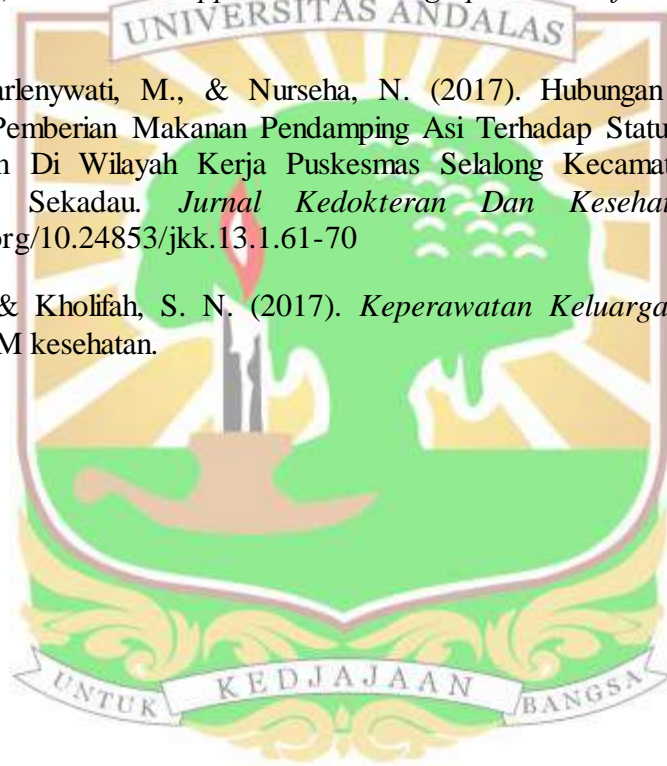 UNIVERSITAS ANDALAS
arlenywati, M., & Nurseha, N. (2017). Hubungan
Pemberian Makanan Pendamping Asi Terhadap Statu
Di Wilayah Kerja Puskesmas Selalong Kecamat
Sekadau. Jurnal Kedokteran Dan Kesehat
org/10.24853/jkk.13.1.61-70
& Kholifah, S. N. (2017). Keperawatan Keluarga
M kesehatan.
UNTUK KEDJAJAAN BANGSA